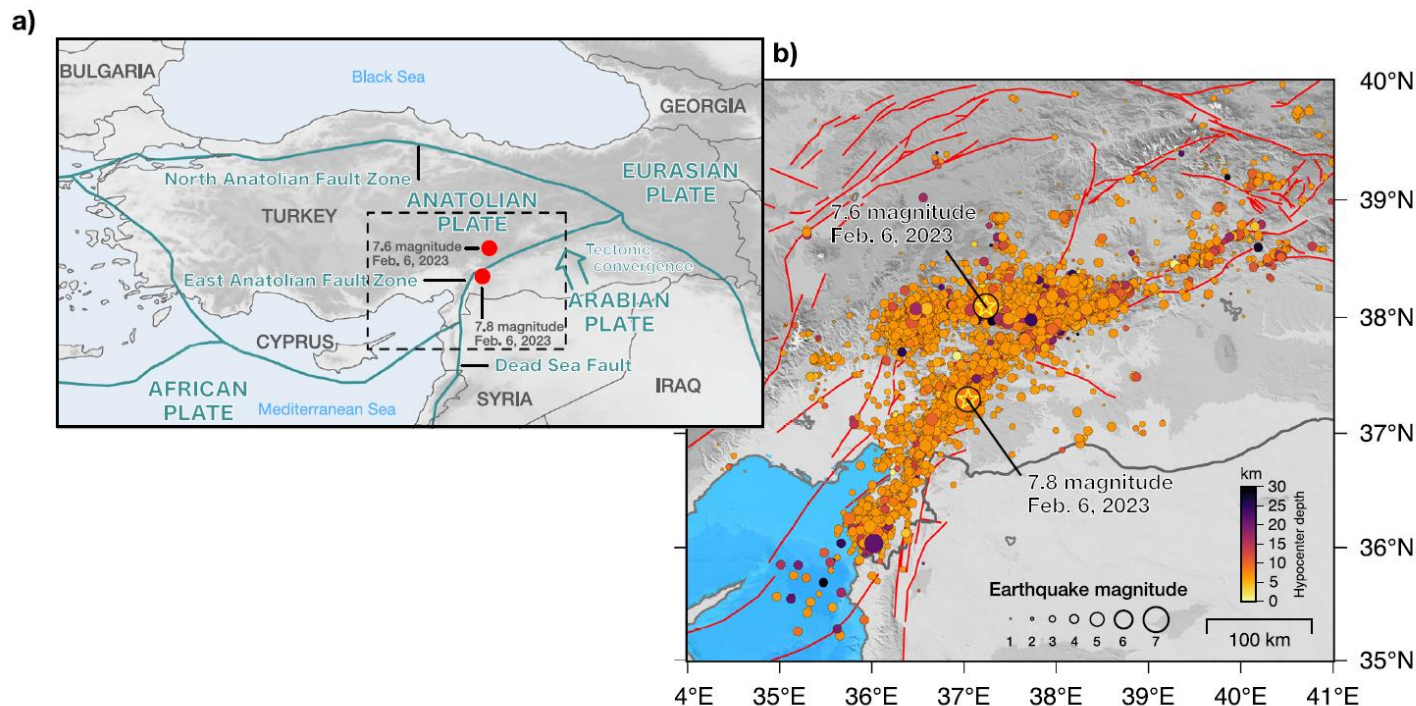 a)
BULGARIA
Black Sea
GEORGIA
North Anatolian Fault Zone
ANATOLIAN
PLATE
EURASIAN
PLATE
TURKEY
7.6 magnitude
Feb. 6, 2023
Tectonic
convergence
East Anatolian Fault Zone
ARABIAN
PLATE
7.8 magnitude
Feb. 6, 2023
CYPRUS
Dead Sea Fault
AFRICAN
PLATE
Mediterranean Sea
SYRIA
IRAQ
b)
40°N
39°N
38°N
37°N
36°N
35°N
7.6 magnitude
Feb. 6, 2023
7.8 magnitude
Feb. 6, 2023
km
30
25
20
15
10
5
0
Hypocenter depth
Earthquake magnitude
1 2 3 4 5 6 7
100 km
4°E 35°E 36°E 37°E 38°E 39°E 40°E 41°E